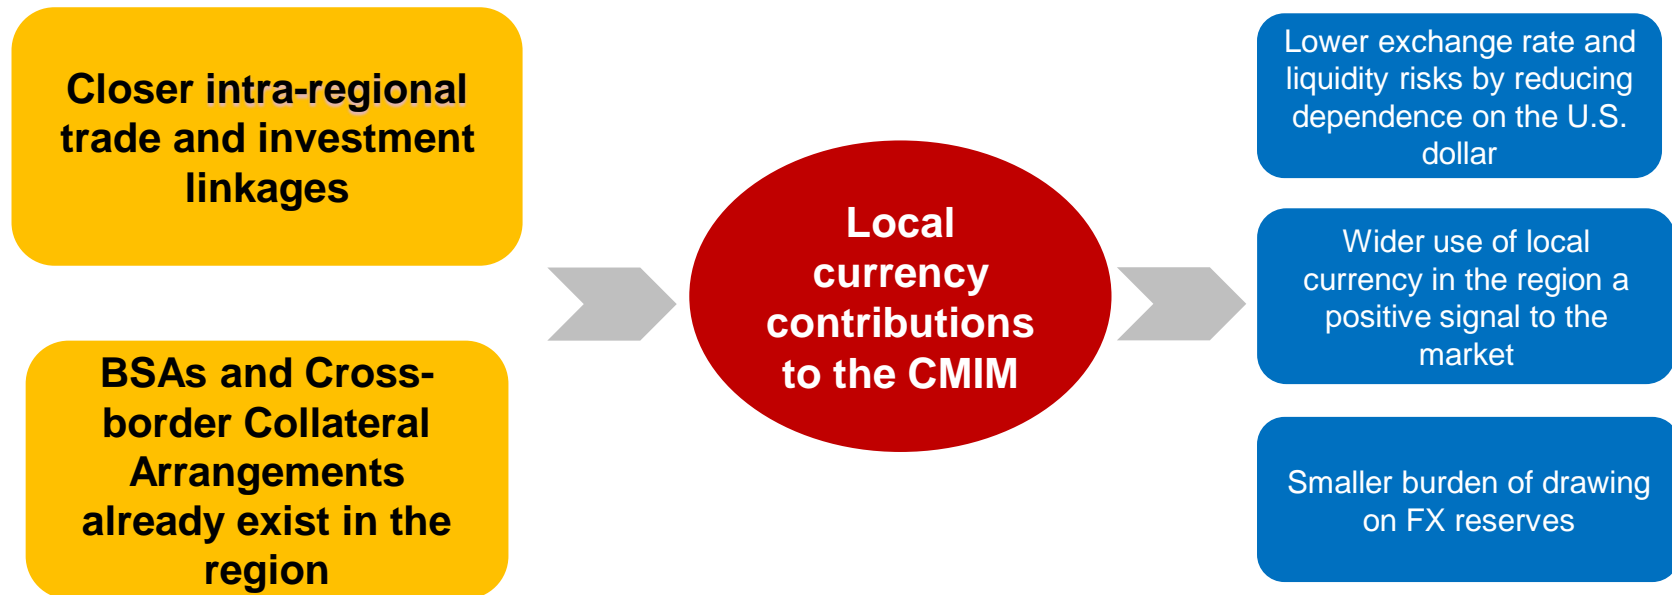 Closer intra-regional
trade and investment
linkages
BSAs and Cross-
border Collateral
Arrangements
already exist in the
region
Local
currency
contributions
to the CMIM
Lower exchange rate and
liquidity risks by reducing
dependence on the U.S.
dollar
Wider use of local
currency in the region a
positive signal to the
market
Smaller burden of drawing
on FX reserves